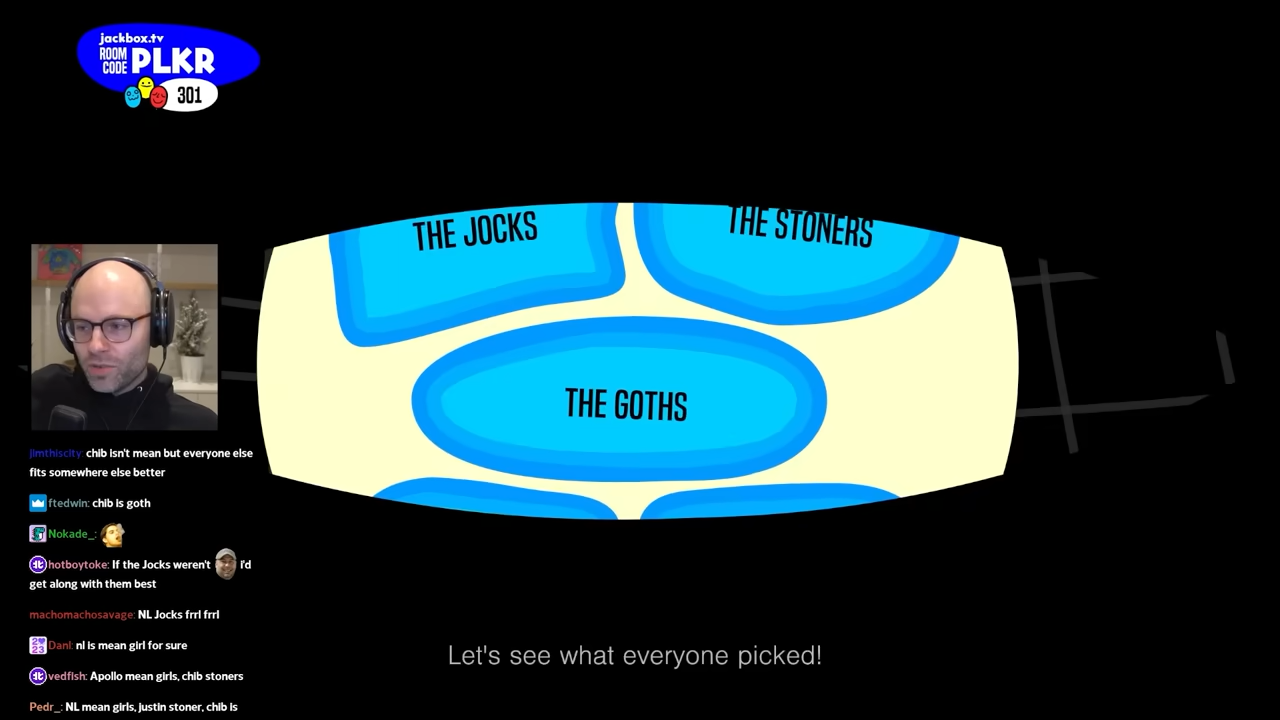 jackbox.tv
ROOM
CODE
PLKR
301
THE JOCKS
THE STONERS
THE GOTHS
jimthiscity: chib isn't mean but everyone else
fits somewhere else better
ftedwin: chib is goth
Nokade_:
hotboytoke: If the Jocks weren't I'd
get along with them best
machomachosavage: NL Jocks frrl frrl
Danl: nl is mean girl for sure
vedfish: Apollo mean girls, chib stoners
Pedr_: NL mean girls, justin stoner, chib is
Let's see what everyone picked!